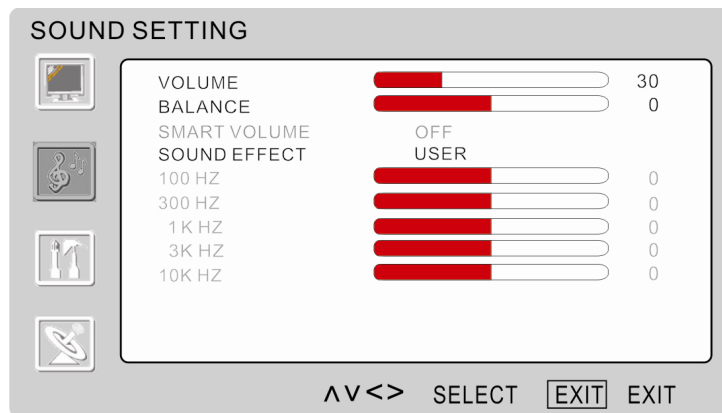 SOUND SETTING
VOLUME 30
BALANCE 0
SMART VOLUME OFF
SOUND EFFECT USER
100 HZ 0
300 HZ 0
1K HZ 0
3K HZ 0
10K HZ 0
∧∨<> SELECT EXIT EXIT